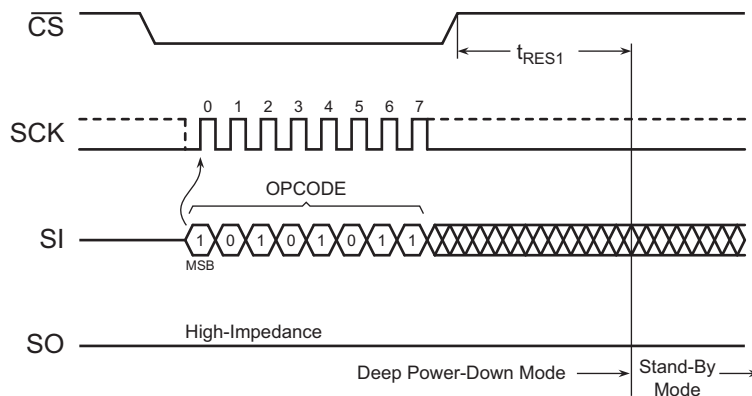 CS
tRES1
0 1 2 3 4 5 6 7
SCK
OPCODE
SI
1 0 1 0 1 0 1 1
MSB
High-Impedance
SO
Deep Power-Down Mode
Stand-By
Mode